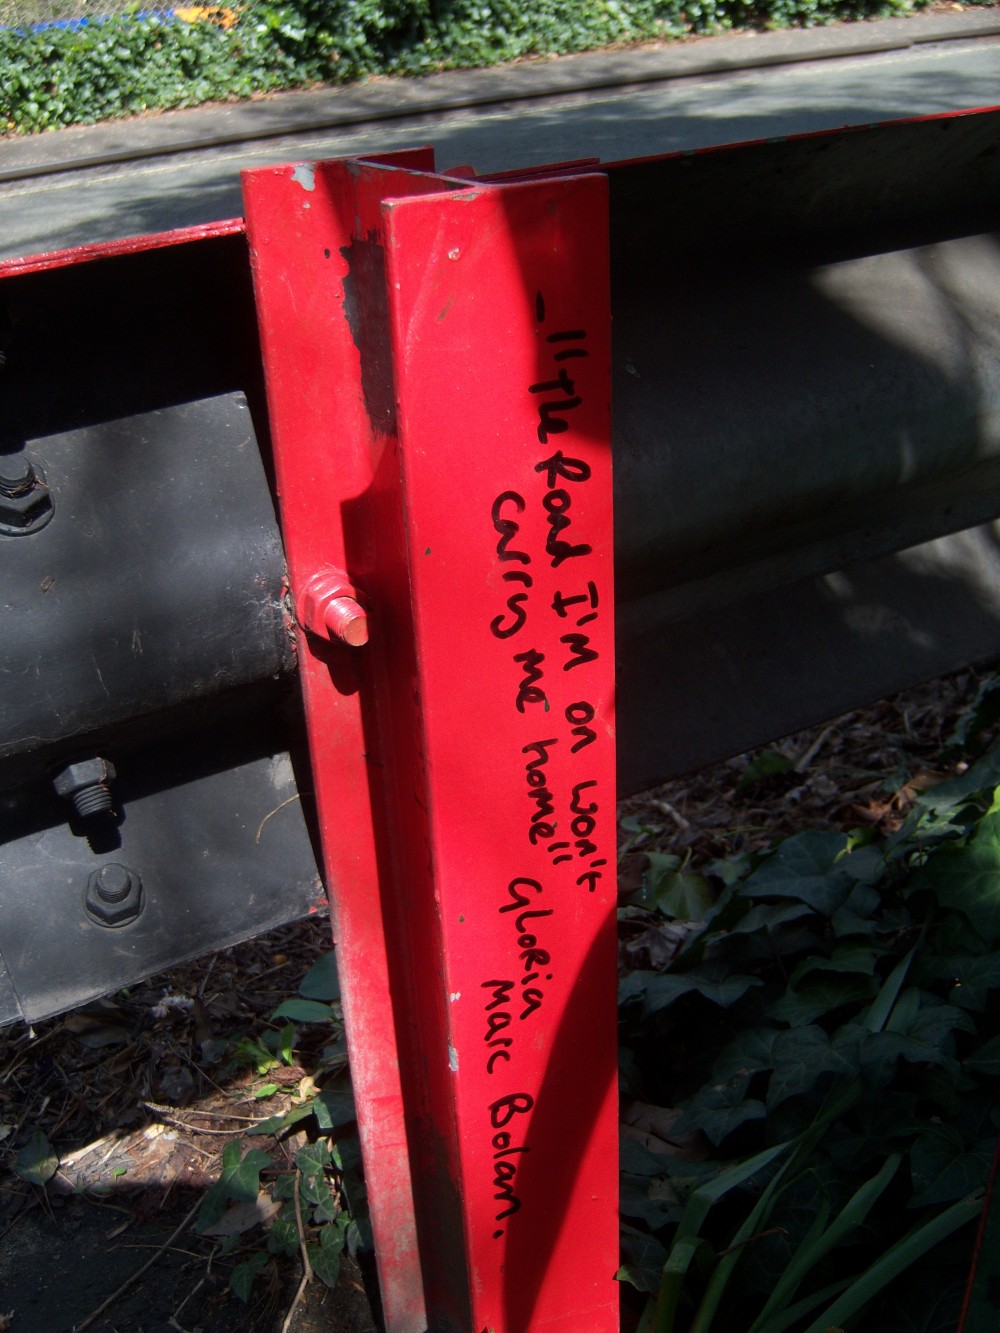 - "The Road I'm on won't
carry me home"
GLoRia
Marc Bolan.